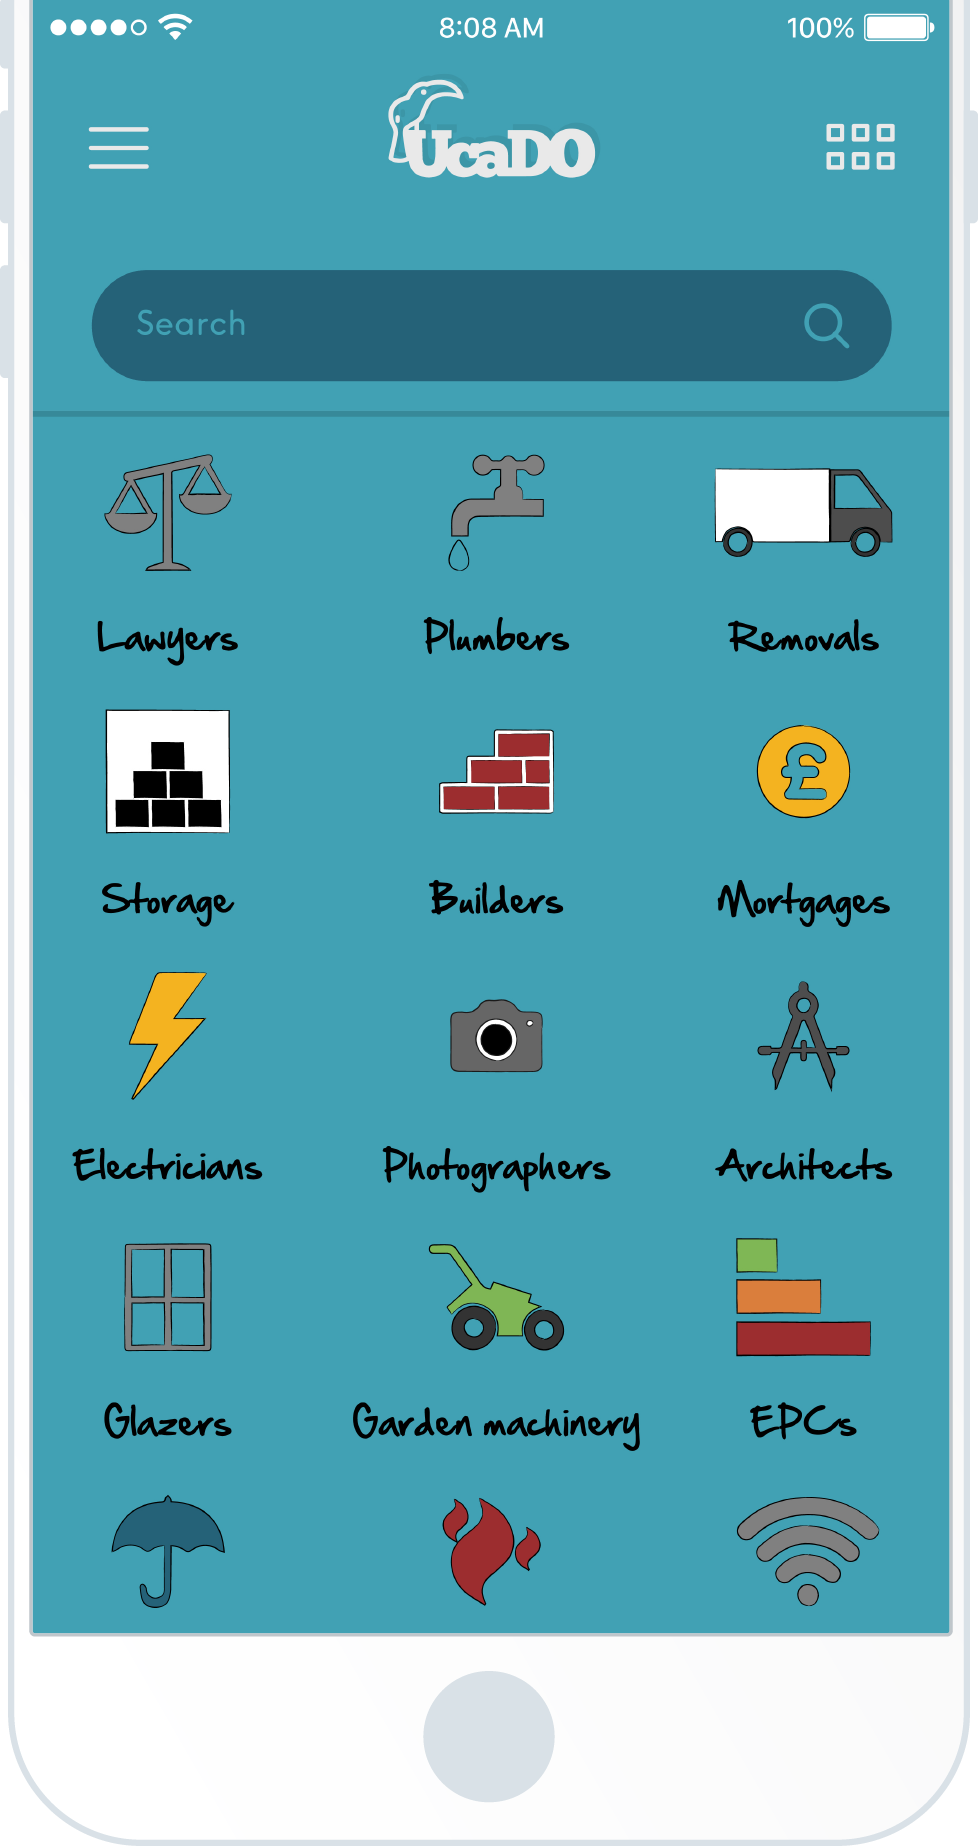 8:08 AM 100%
UcaDO
Search
Lawyers Plumbers Removals
£
Storage Builders Mortgages
Electricians Photographers Architects
Glazers Garden machinery EPCs